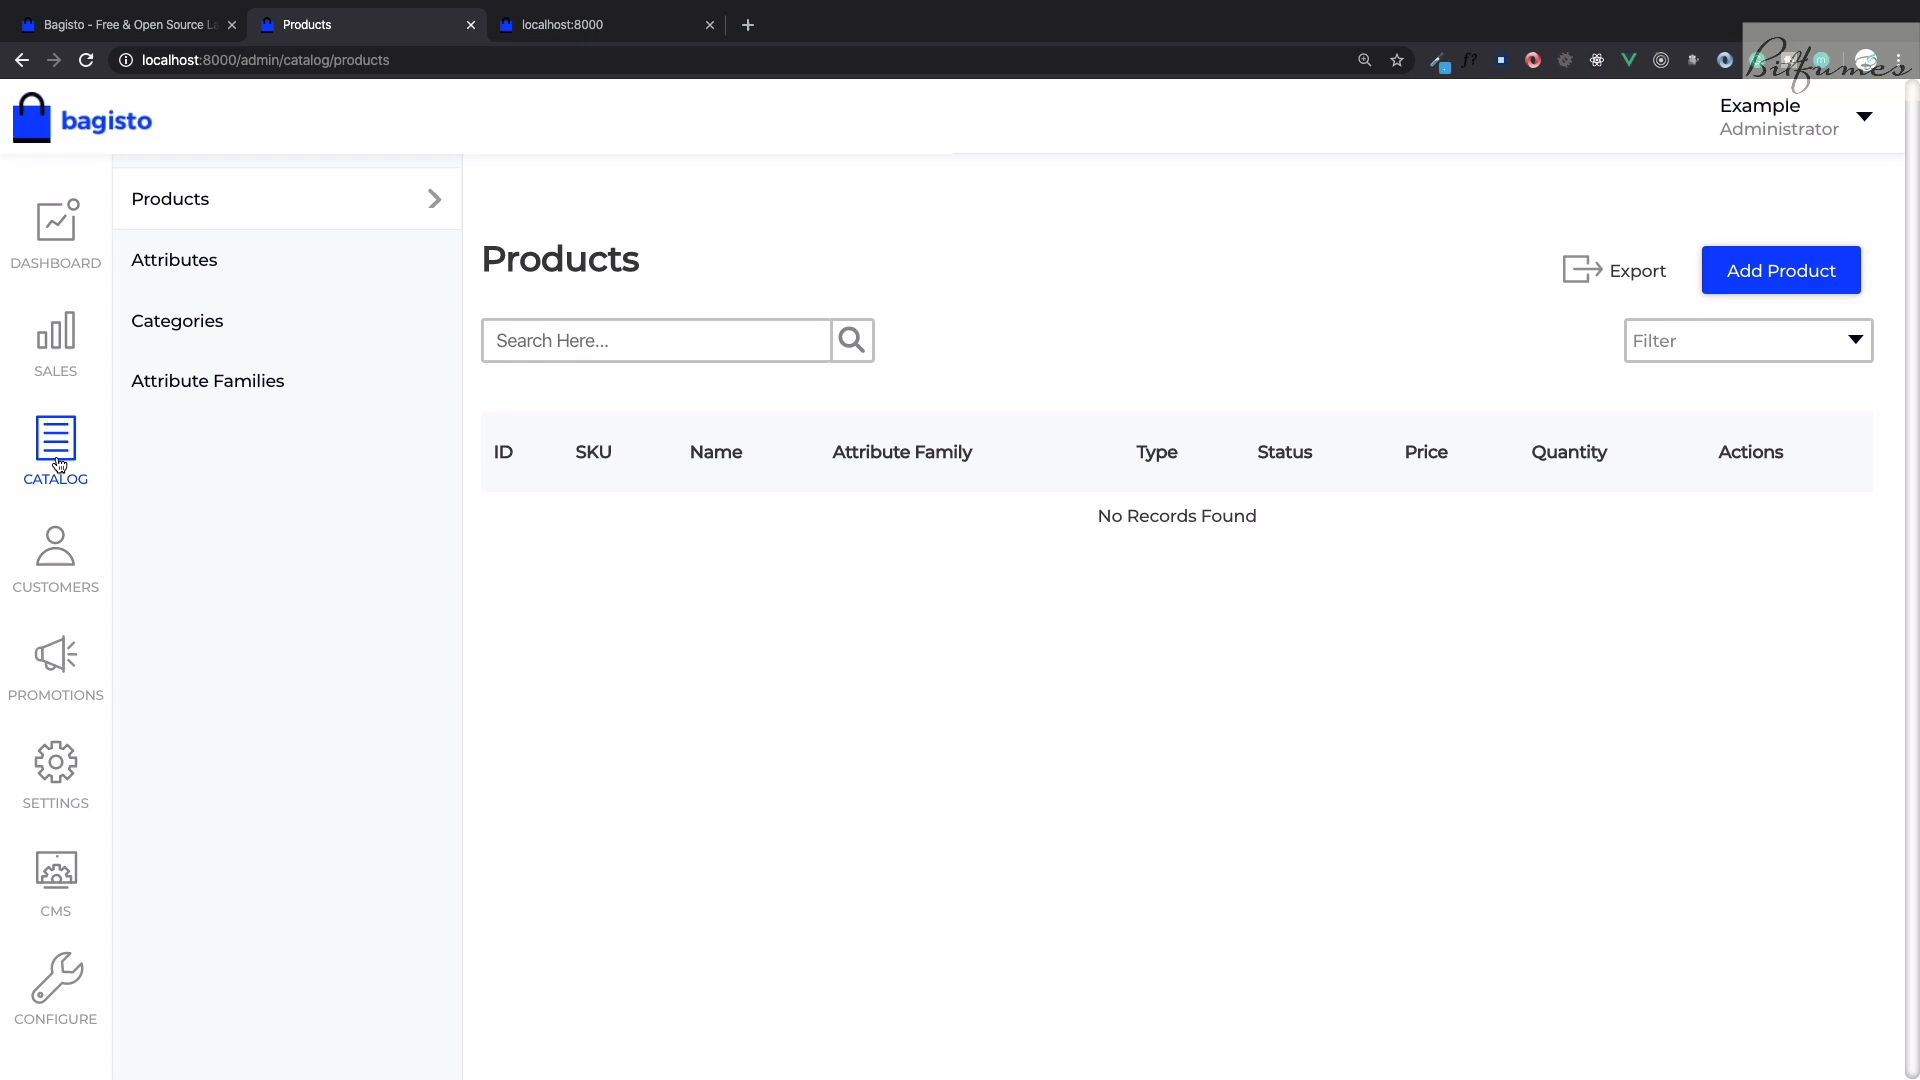 Bagisto - Free & Open Source La
Products
localhost:8000
localhost:8000/admin/catalog/products
Bitfumes
bagisto
Example
Administrator
DASHBOARD
SALES
CATALOG
CUSTOMERS
PROMOTIONS
SETTINGS
CMS
CONFIGURE
Products
Attributes
Categories
Attribute Families
Products
Export
Add Product
Search Here...
Filter
ID SKU Name Attribute Family Type Status Price Quantity Actions
No Records Found